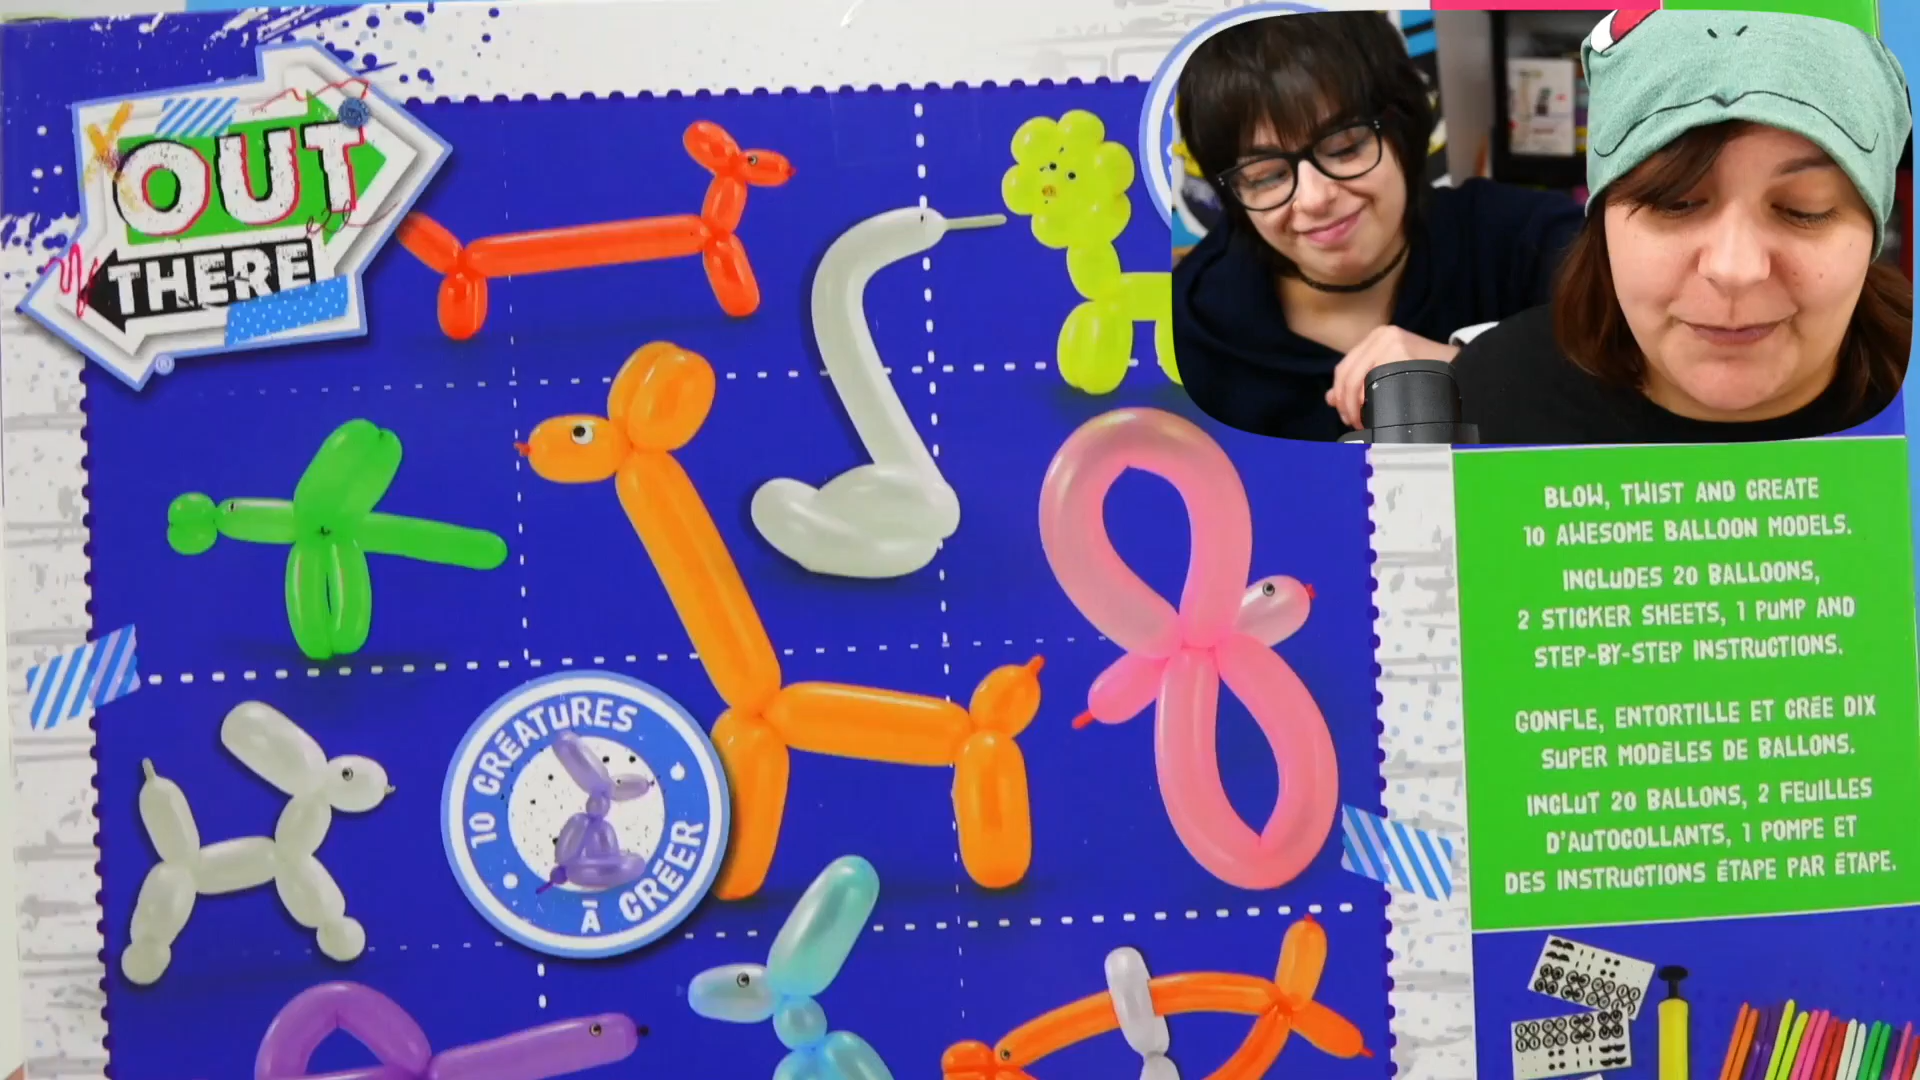 OUT
THERE
®
10 CRÉATURES
À CRÉER
BLOW, TWIST AND CREATE
10 AWESOME BALLOON MODELS.
INCLUDES 20 BALLOONS,
2 STICKER SHEETS, 1 PUMP AND
STEP-BY-STEP INSTRUCTIONS.
GONFLE, ENTORTILLE ET CRÉE DIX
SUPER MODÈLES DE BALLONS.
INCLUT 20 BALLONS, 2 FEUILLES
D'AUTOCOLLANTS, 1 POMPE ET
DES INSTRUCTIONS ÉTAPE PAR ÉTAPE.